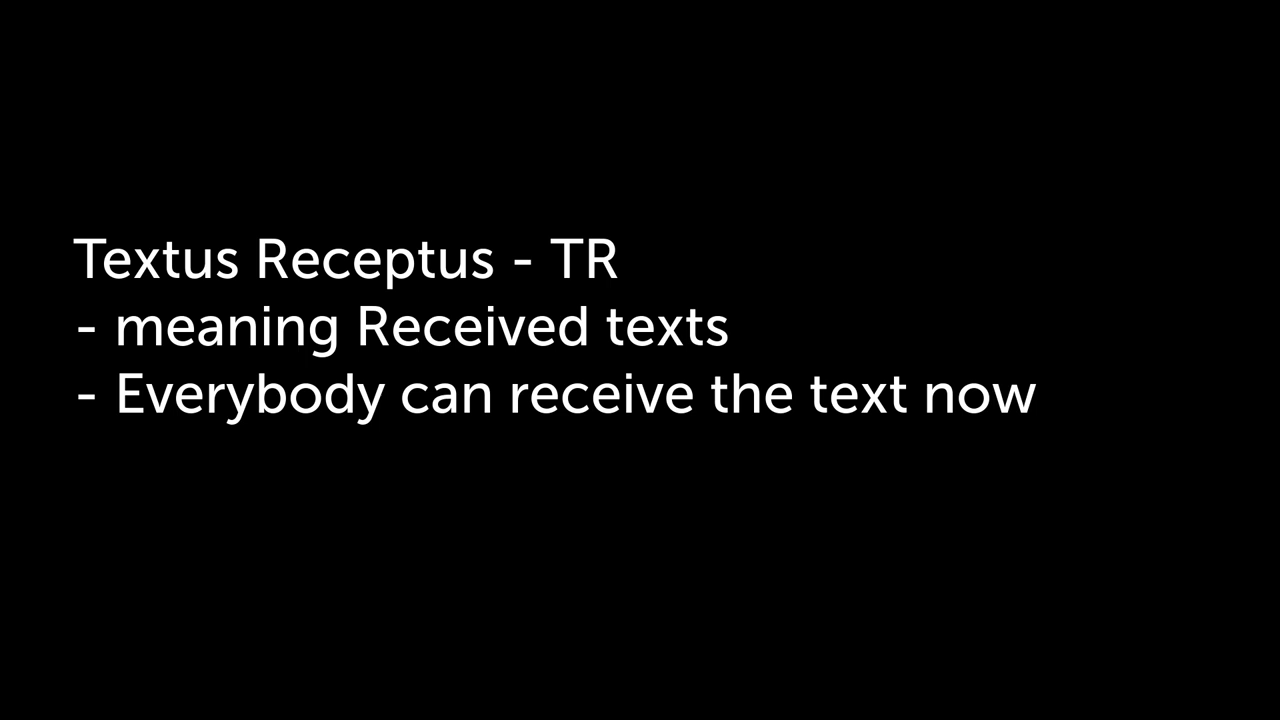 Textus Receptus - TR
- meaning Received texts
- Everybody can receive the text now